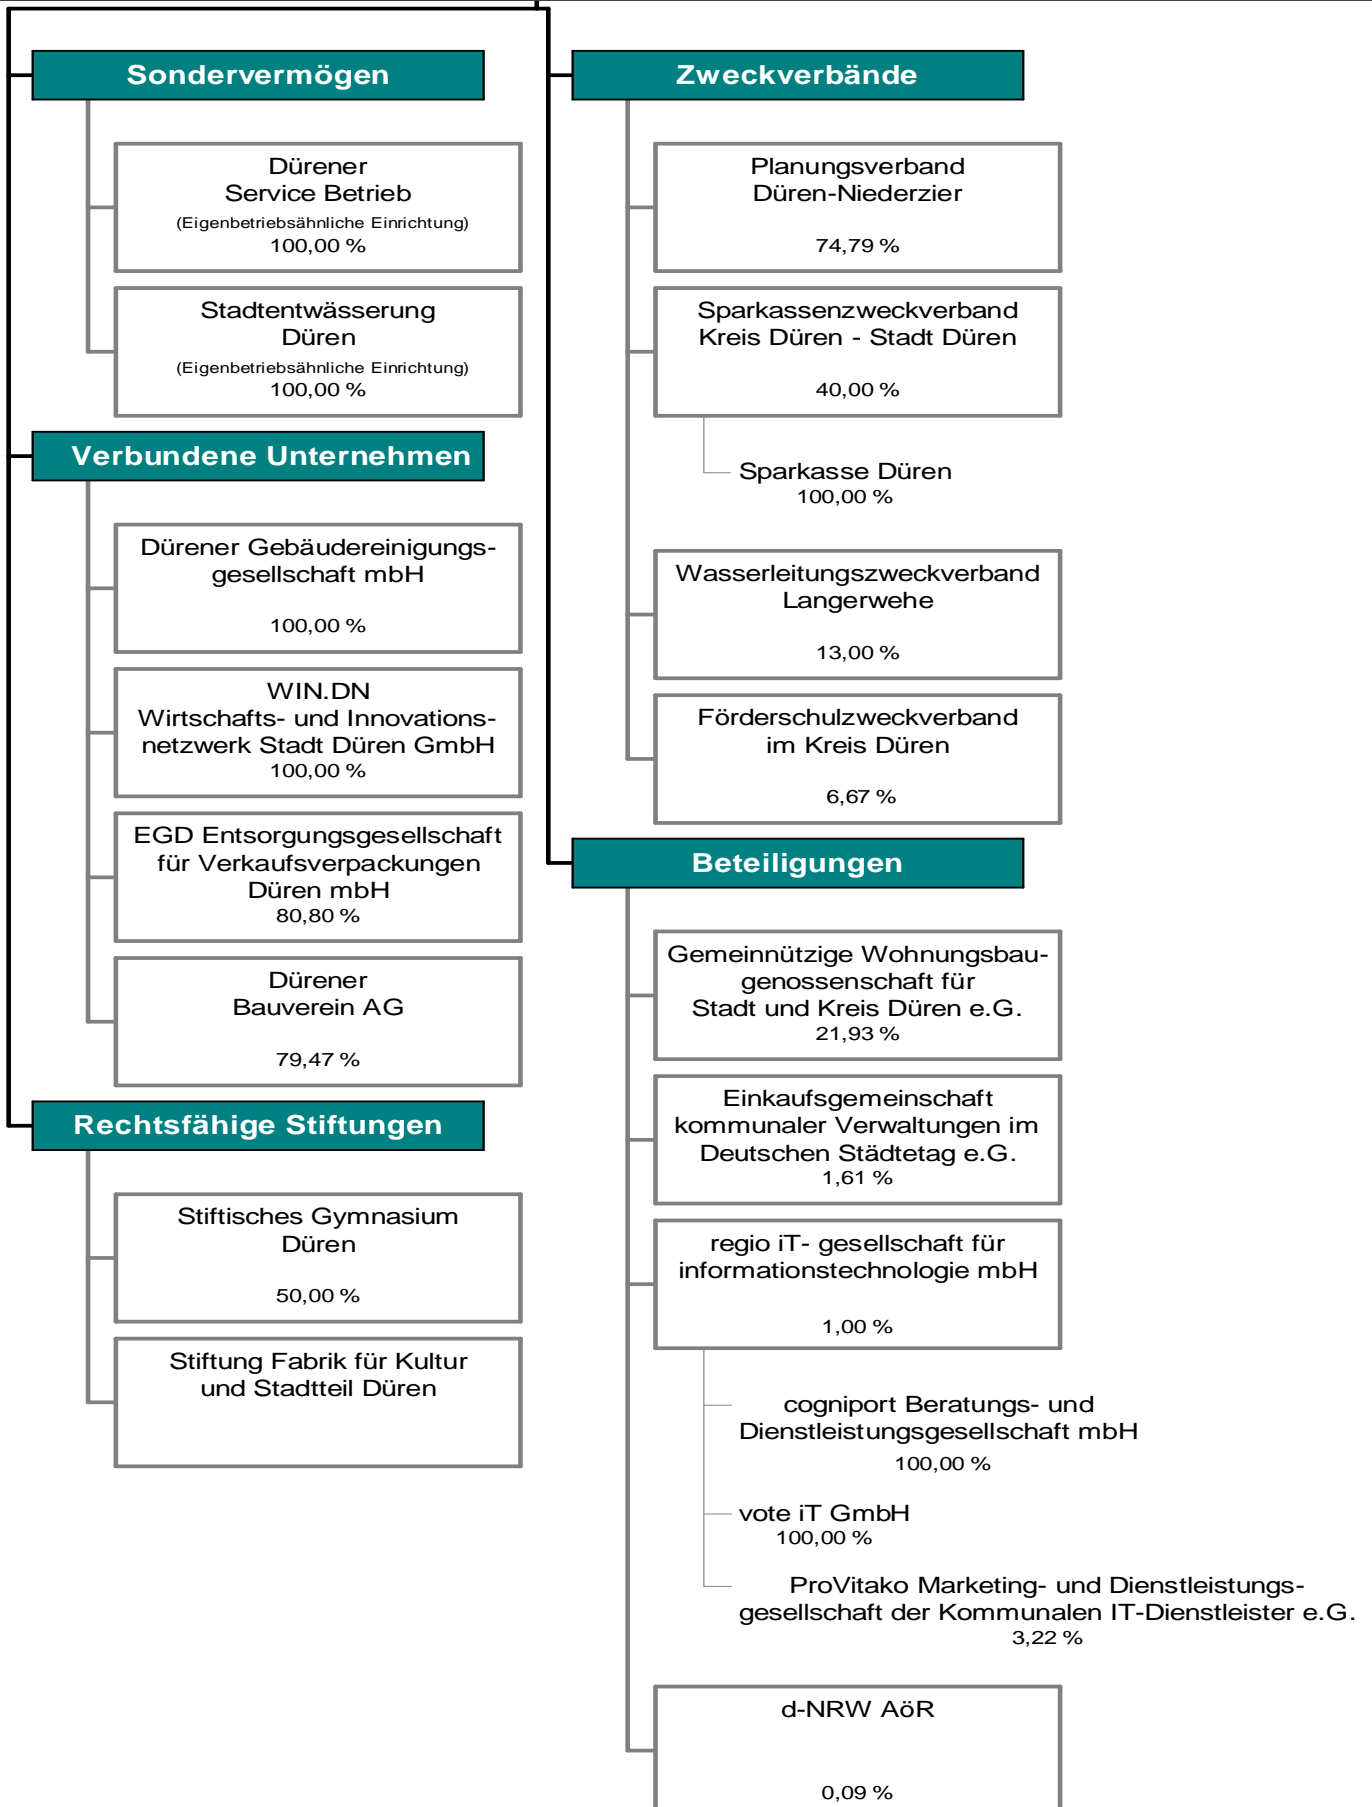 Sondervermögen
Dürener
Service Betrieb
(Eigenbetriebsähnliche Einrichtung)
100,00 %
Stadtentwässerung
Düren
(Eigenbetriebsähnliche Einrichtung)
100,00 %
Verbundene Unternehmen
Dürener Gebäudereinigungs-
gesellschaft mbH
100,00 %
WIN.DN
Wirtschafts- und Innovations-
netzwerk Stadt Düren GmbH
100,00 %
EGD Entsorgungsgesellschaft
für Verkaufsverpackungen
Düren mbH
80,80 %
Dürener
Bauverein AG
79,47 %
Rechtsfähige Stiftungen
Stiftisches Gymnasium
Düren
50,00 %
Stiftung Fabrik für Kultur
und Stadtteil Düren
Zweckverbände
Planungsverband
Düren-Niederzier
74,79 %
Sparkassenzweckverband
Kreis Düren - Stadt Düren
40,00 %
Sparkasse Düren
100,00 %
Wasserleitungszweckverband
Langerwehe
13,00 %
Förderschulzweckverband
im Kreis Düren
6,67 %
Beteiligungen
Gemeinnützige Wohnungsbau-
genossenschaft für
Stadt und Kreis Düren e.G.
21,93 %
Einkaufsgemeinschaft
kommunaler Verwaltungen im
Deutschen Städtetag e.G.
1,61 %
regio iT- gesellschaft für
informationstechnologie mbH
1,00 %
cogniport Beratungs- und
Dienstleistungsgesellschaft mbH
100,00 %
vote iT GmbH
100,00 %
ProVitako Marketing- und Dienstleistungs-
gesellschaft der Kommunalen IT-Dienstleister e.G.
3,22 %
d-NRW AöR
0,09 %